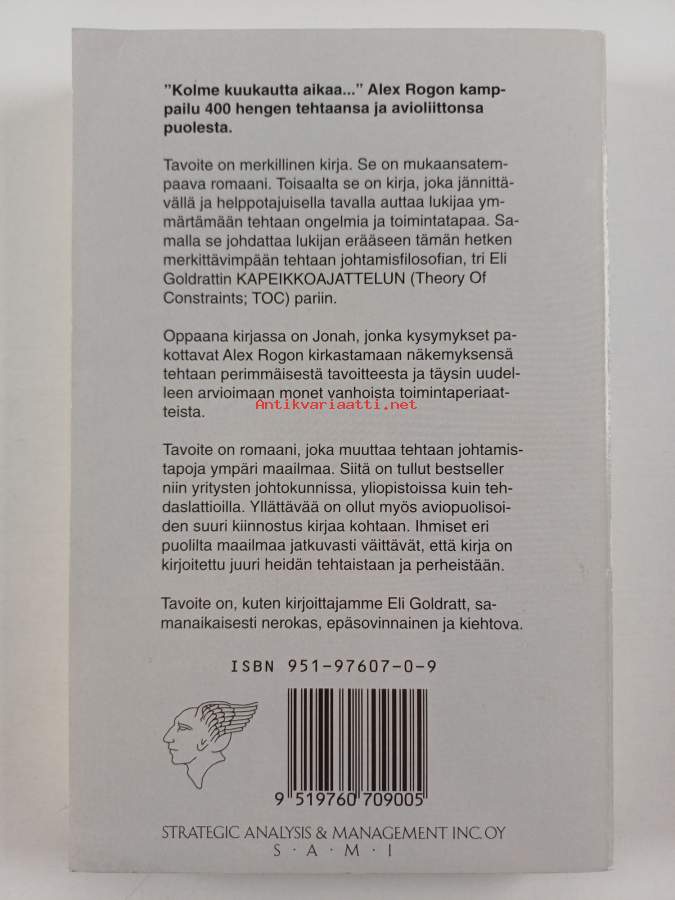 "Kolme kuukautta aikaa..." Alex Rogon kamp-
pailu 400 hengen tehtaansa ja avioliittonsa
puolesta.
Tavoite on merkillinen kirja. Se on mukaansatem-
paava romaani. Toisaalta se on kirja, joka jännittä-
vällä ja helppotajuisella tavalla auttaa lukijaa ym-
märtämään tehtaan ongelmia ja toimintatapaa. Sa-
malla se johdattaa lukijan erääseen tämän hetken
merkittävimpään tehtaan johtamisfilosofian, tri Eli
Goldrattin KAPEIKKOAJATTELUN (Theory Of
Constraints; TOC) pariin.
Oppaana kirjassa on Jonah, jonka kysymykset pa-
kottavat Alex Rogon kirkastamaan näkemyksensä
tehtaan perimmäisestä tavoitteesta ja täysin uudel-
leen arvioimaan monet vanhoista toimintaperiaat-
teista.
Antikvariaatti.net
Tavoite on romaani, joka muuttaa tehtaan johtamis-
tapoja ympäri maailmaa. Siitä on tullut bestseller
niin yritysten johtokunnissa, yliopistoissa kuin teh-
daslattioilla. Yllättävää on ollut myös aviopuolisoi-
den suuri kiinnostus kirjaa kohtaan. Ihmiset eri
puolilta maailmaa jatkuvasti väittävät, että kirja on
kirjoitettu juuri heidän tehtaistaan ja perheistään.
Tavoite on, kuten kirjoittajamme Eli Goldratt, sa-
manaikaisesti nerokas, epäsovinnainen ja kiehtova.
ISBN 951-97607-0-9
9 519760 709005
STRATEGIC ANALYSIS & MANAGEMENT INC. OY
S · A · M · I